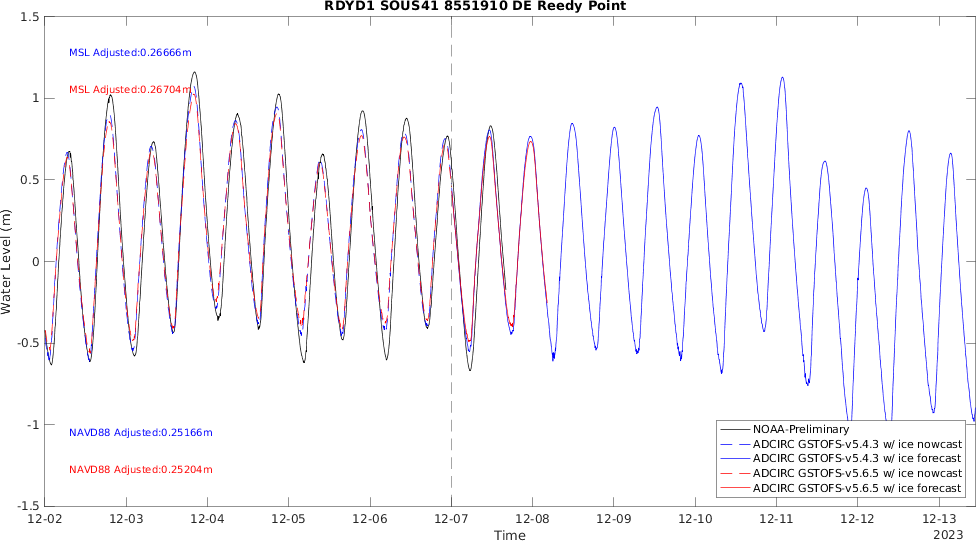 RDYD1 SOUS41 8551910 DE Reedy Point
1.5
1
0.5
0
-0.5
-1
-1.5
Water Level (m)
MSL Adjusted:0.26666m
MSL Adjusted:0.26704m
NAVD88 Adjusted:0.25166m
NAVD88 Adjusted:0.25204m
NOAA-Preliminary
ADCIRC GSTOFS-v5.4.3 w/ ice nowcast
ADCIRC GSTOFS-v5.4.3 w/ ice forecast
ADCIRC GSTOFS-v5.6.5 w/ ice nowcast
ADCIRC GSTOFS-v5.6.5 w/ ice forecast
12-02 12-03 12-04 12-05 12-06 12-07 12-08 12-09 12-10 12-11 12-12 12-13
Time
2023